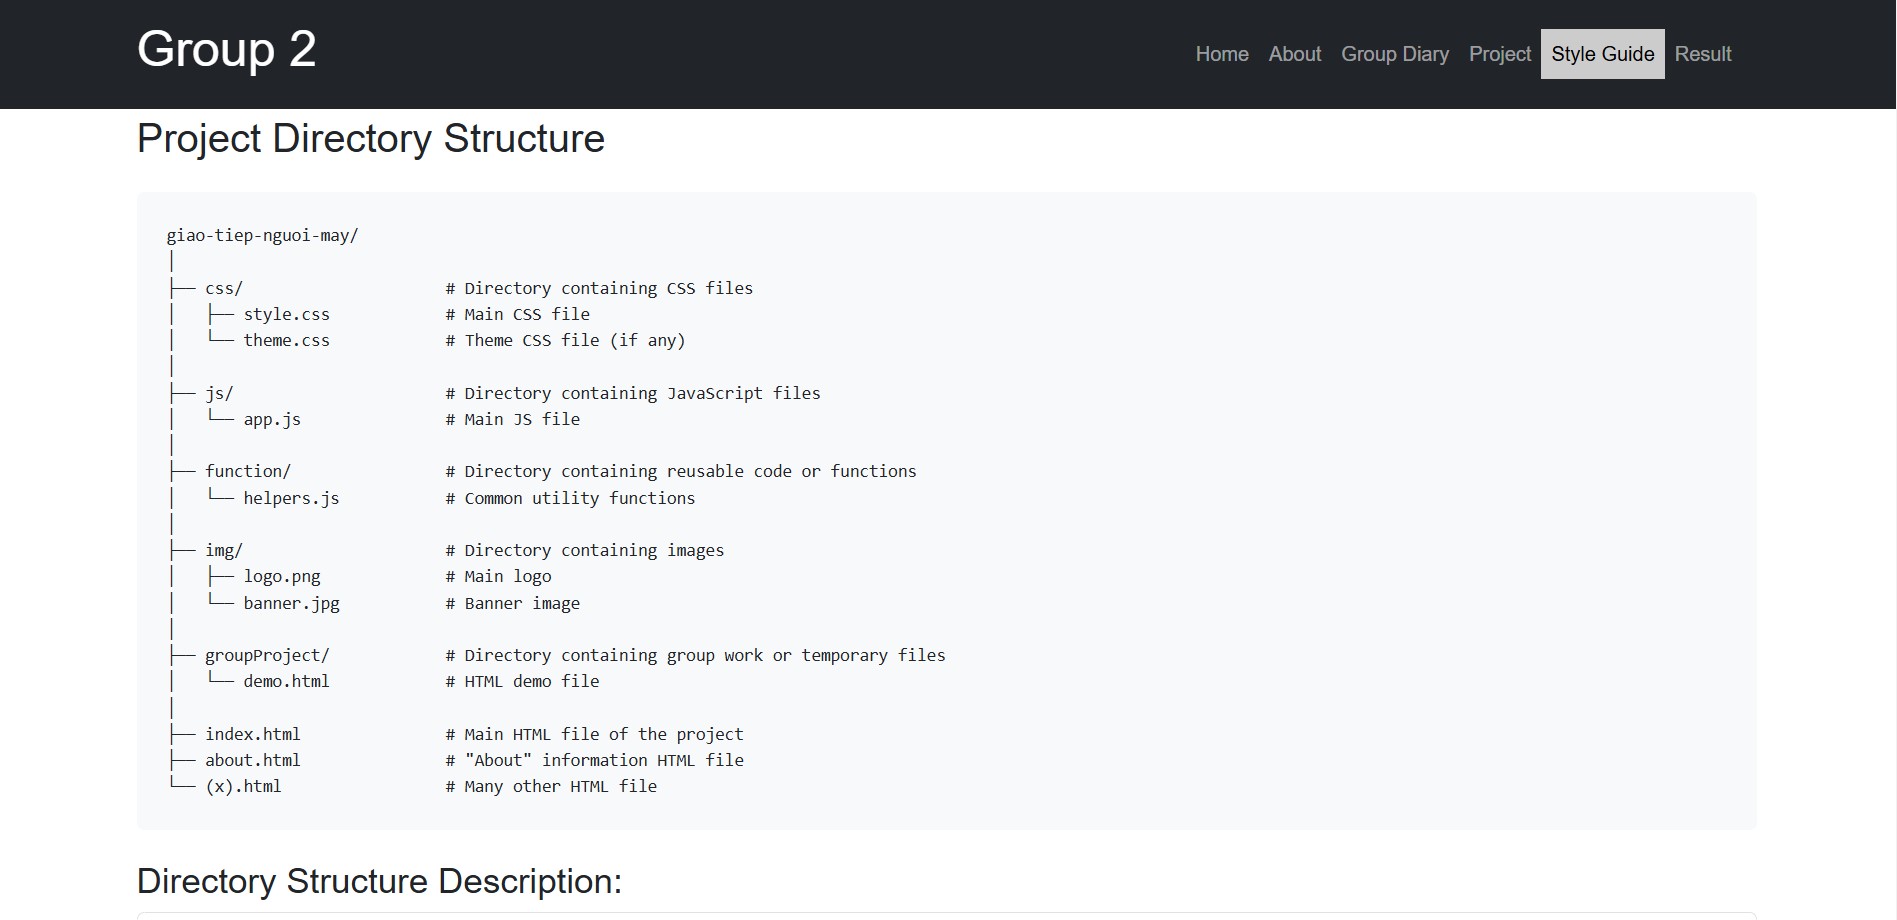 Group 2
Home About Group Diary Project Style Guide Result
Project Directory Structure
giao-tiep-nguoi-may/
│
├── css/ # Directory containing CSS files
│ ├── style.css # Main CSS file
│ └── theme.css # Theme CSS file (if any)
│
├── js/ # Directory containing JavaScript files
│ └── app.js # Main JS file
│
├── function/ # Directory containing reusable code or functions
│ └── helpers.js # Common utility functions
│
├── img/ # Directory containing images
│ ├── logo.png # Main logo
│ └── banner.jpg # Banner image
│
├── groupProject/ # Directory containing group work or temporary files
│ └── demo.html # HTML demo file
│
├── index.html # Main HTML file of the project
├── about.html # "About" information HTML file
└── (x).html # Many other HTML file
Directory Structure Description: